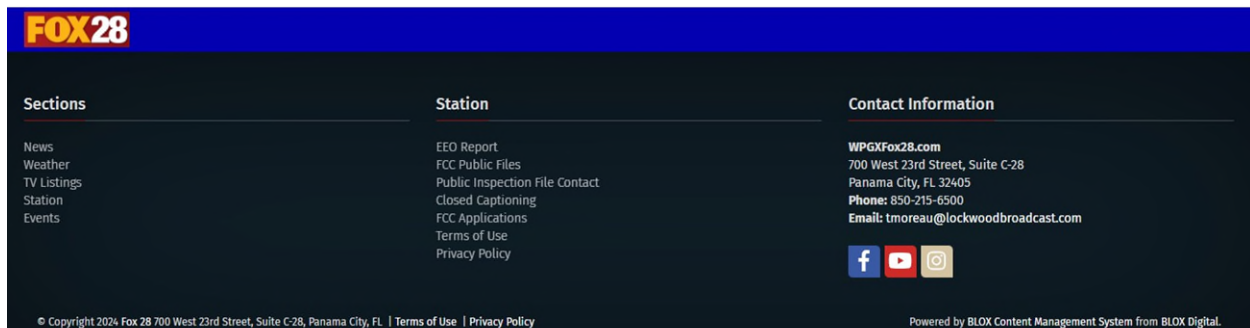 FOX28
Sections
News
Weather
TV Listings
Station
Events
Station
EEO Report
FCC Public Files
Public Inspection File Contact
Closed Captioning
FCC Applications
Terms of Use
Privacy Policy
Contact Information
WPGXFox28.com
700 West 23rd Street, Suite C-28
Panama City, FL 32405
Phone: 850-215-6500
Email: tmoreau@lockwoodbroadcast.com
© Copyright 2024 Fox 28 700 West 23rd Street, Suite C-28, Panama City, FL | Terms of Use | Privacy Policy
Powered by BLOX Content Management System from BLOX Digital.